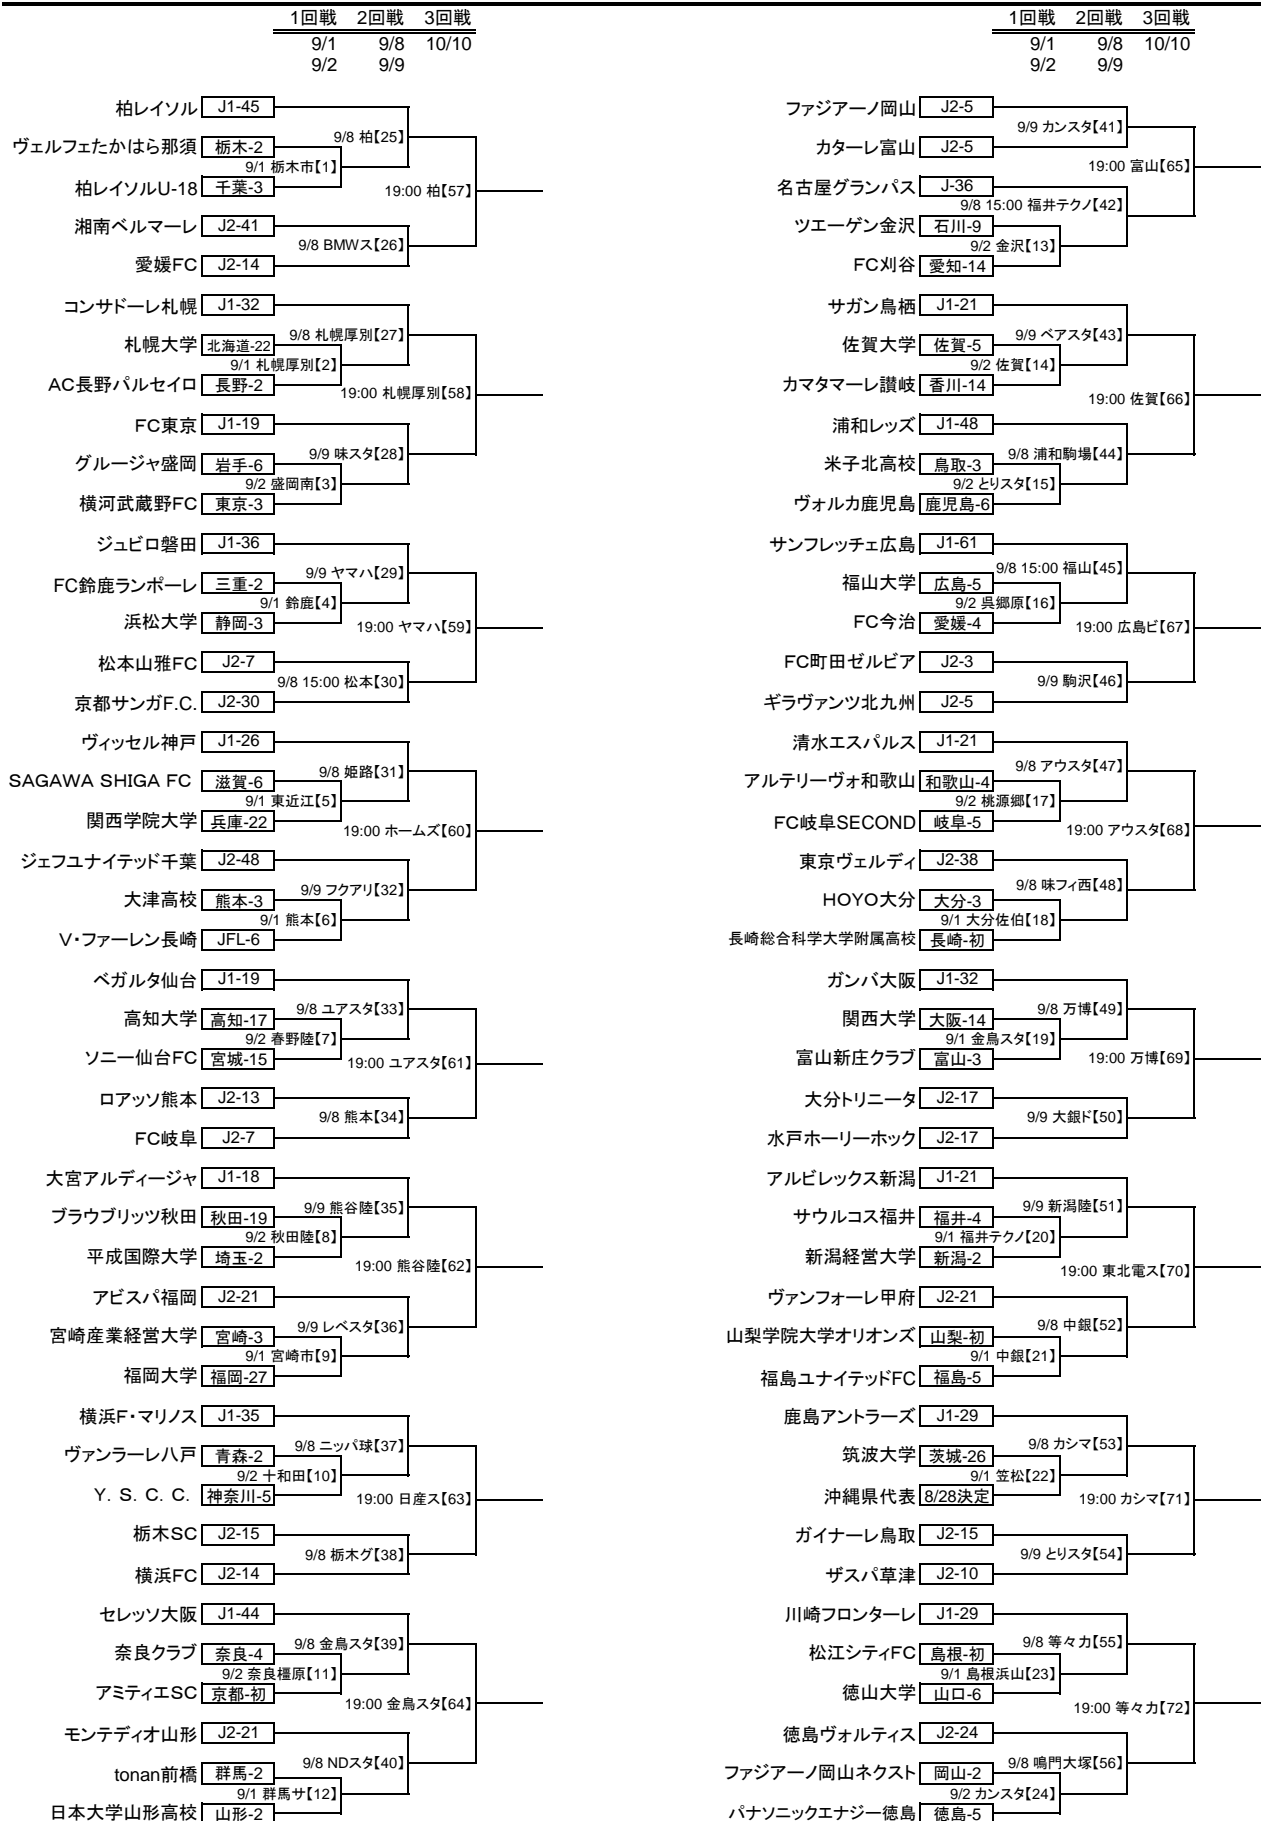 1回戦 2回戦 3回戦
9/1 9/8 10/10
9/2 9/9
柏レイソル J1-45
9/8 柏【25】
ヴェルフェたかはら那須 栃木-2
9/1 栃木市【1】
柏レイソルU-18 千葉-3
19:00 柏【57】
湘南ベルマーレ J2-41
9/8 BMWス【26】
愛媛FC J2-14
コンサドーレ札幌 J1-32
9/8 札幌厚別【27】
札幌大学 北海道-22
9/1 札幌厚別【2】
AC長野パルセイロ 長野-2
19:00 札幌厚別【58】
FC東京 J1-19
9/9 味スタ【28】
グルージャ盛岡 岩手-6
9/2 盛岡南【3】
横河武蔵野FC 東京-3
ジュビロ磐田 J1-36
9/9 ヤマハ【29】
FC鈴鹿ランポーレ 三重-2
9/1 鈴鹿【4】
浜松大学 静岡-3
19:00 ヤマハ【59】
松本山雅FC J2-7
9/8 15:00 松本【30】
京都サンガF.C. J2-30
ヴィッセル神戸 J1-26
9/8 姫路【31】
SAGAWA SHIGA FC 滋賀-6
9/1 東近江【5】
関西学院大学 兵庫-22
19:00 ホームズ【60】
ジェフユナイテッド千葉 J2-48
9/9 フクアリ【32】
大津高校 熊本-3
9/1 熊本【6】
V・ファーレン長崎 JFL-6
ベガルタ仙台 J1-19
9/8 ユアスタ【33】
高知大学 高知-17
9/2 春野陸【7】
ソニー仙台FC 宮城-15
19:00 ユアスタ【61】
ロアッソ熊本 J2-13
9/8 熊本【34】
FC岐阜 J2-7
大宮アルディージャ J1-18
9/9 熊谷陸【35】
ブラウブリッツ秋田 秋田-19
9/2 秋田陸【8】
平成国際大学 埼玉-2
19:00 熊谷陸【62】
アビスパ福岡 J2-21
9/9 レベスタ【36】
宮崎産業経営大学 宮崎-3
9/1 宮崎市【9】
福岡大学 福岡-27
横浜F・マリノス J1-35
9/8 ニッパ球【37】
ヴァンラーレ八戸 青森-2
9/2 十和田【10】
Y. S. C. C. 神奈川-5
19:00 日産ス【63】
栃木SC J2-15
9/8 栃木グ【38】
横浜FC J2-14
セレッソ大阪 J1-44
9/8 金鳥スタ【39】
奈良クラブ 奈良-4
9/2 奈良橿原【11】
アミティエSC 京都-初
19:00 金鳥スタ【64】
モンテディオ山形 J2-21
9/8 NDスタ【40】
tonan前橋 群馬-2
9/1 群馬サ【12】
日本大学山形高校 山形-2
1回戦 2回戦 3回戦
9/1 9/8 10/10
9/2 9/9
ファジアーノ岡山 J2-5
9/9 カンスタ【41】
カターレ富山 J2-5
19:00 富山【65】
名古屋グランパス J-36
9/8 15:00 福井テクノ【42】
ツエーゲン金沢 石川-9
9/2 金沢【13】
FC刈谷 愛知-14
サガン鳥栖 J1-21
9/9 ベアスタ【43】
佐賀大学 佐賀-5
9/2 佐賀【14】
カマタマーレ讃岐 香川-14
19:00 佐賀【66】
浦和レッズ J1-48
9/8 浦和駒場【44】
米子北高校 鳥取-3
9/2 とりスタ【15】
ヴォルカ鹿児島 鹿児島-6
サンフレッチェ広島 J1-61
9/8 15:00 福山【45】
福山大学 広島-5
9/2 呉郷原【16】
FC今治 愛媛-4
19:00 広島ビ【67】
FC町田ゼルビア J2-3
9/9 駒沢【46】
ギラヴァンツ北九州 J2-5
清水エスパルス J1-21
9/8 アウスタ【47】
アルテリーヴォ和歌山 和歌山-4
9/2 桃源郷【17】
FC岐阜SECOND 岐阜-5
19:00 アウスタ【68】
東京ヴェルディ J2-38
9/8 味フィ西【48】
HOYO大分 大分-3
9/1 大分佐伯【18】
長崎総合科学大学附属高校 長崎-初
ガンバ大阪 J1-32
9/8 万博【49】
関西大学 大阪-14
9/1 金鳥スタ【19】
富山新庄クラブ 富山-3
19:00 万博【69】
大分トリニータ J2-17
9/9 大銀ド【50】
水戸ホーリーホック J2-17
アルビレックス新潟 J1-21
9/9 新潟陸【51】
サウルコス福井 福井-4
9/1 福井テクノ【20】
新潟経営大学 新潟-2
19:00 東北電ス【70】
ヴァンフォーレ甲府 J2-21
9/8 中銀【52】
山梨学院大学オリオンズ 山梨-初
9/1 中銀【21】
福島ユナイテッドFC 福島-5
鹿島アントラーズ J1-29
9/8 カシマ【53】
筑波大学 茨城-26
9/1 笠松【22】
沖縄県代表 8/28決定
19:00 カシマ【71】
ガイナーレ鳥取 J2-15
9/9 とりスタ【54】
ザスパ草津 J2-10
川崎フロンターレ J1-29
9/8 等々力【55】
松江シティFC 島根-初
9/1 島根浜山【23】
徳山大学 山口-6
19:00 等々力【72】
徳島ヴォルティス J2-24
9/8 鳴門大塚【56】
ファジアーノ岡山ネクスト 岡山-2
9/2 カンスタ【24】
パナソニックエナジー徳島 徳島-5